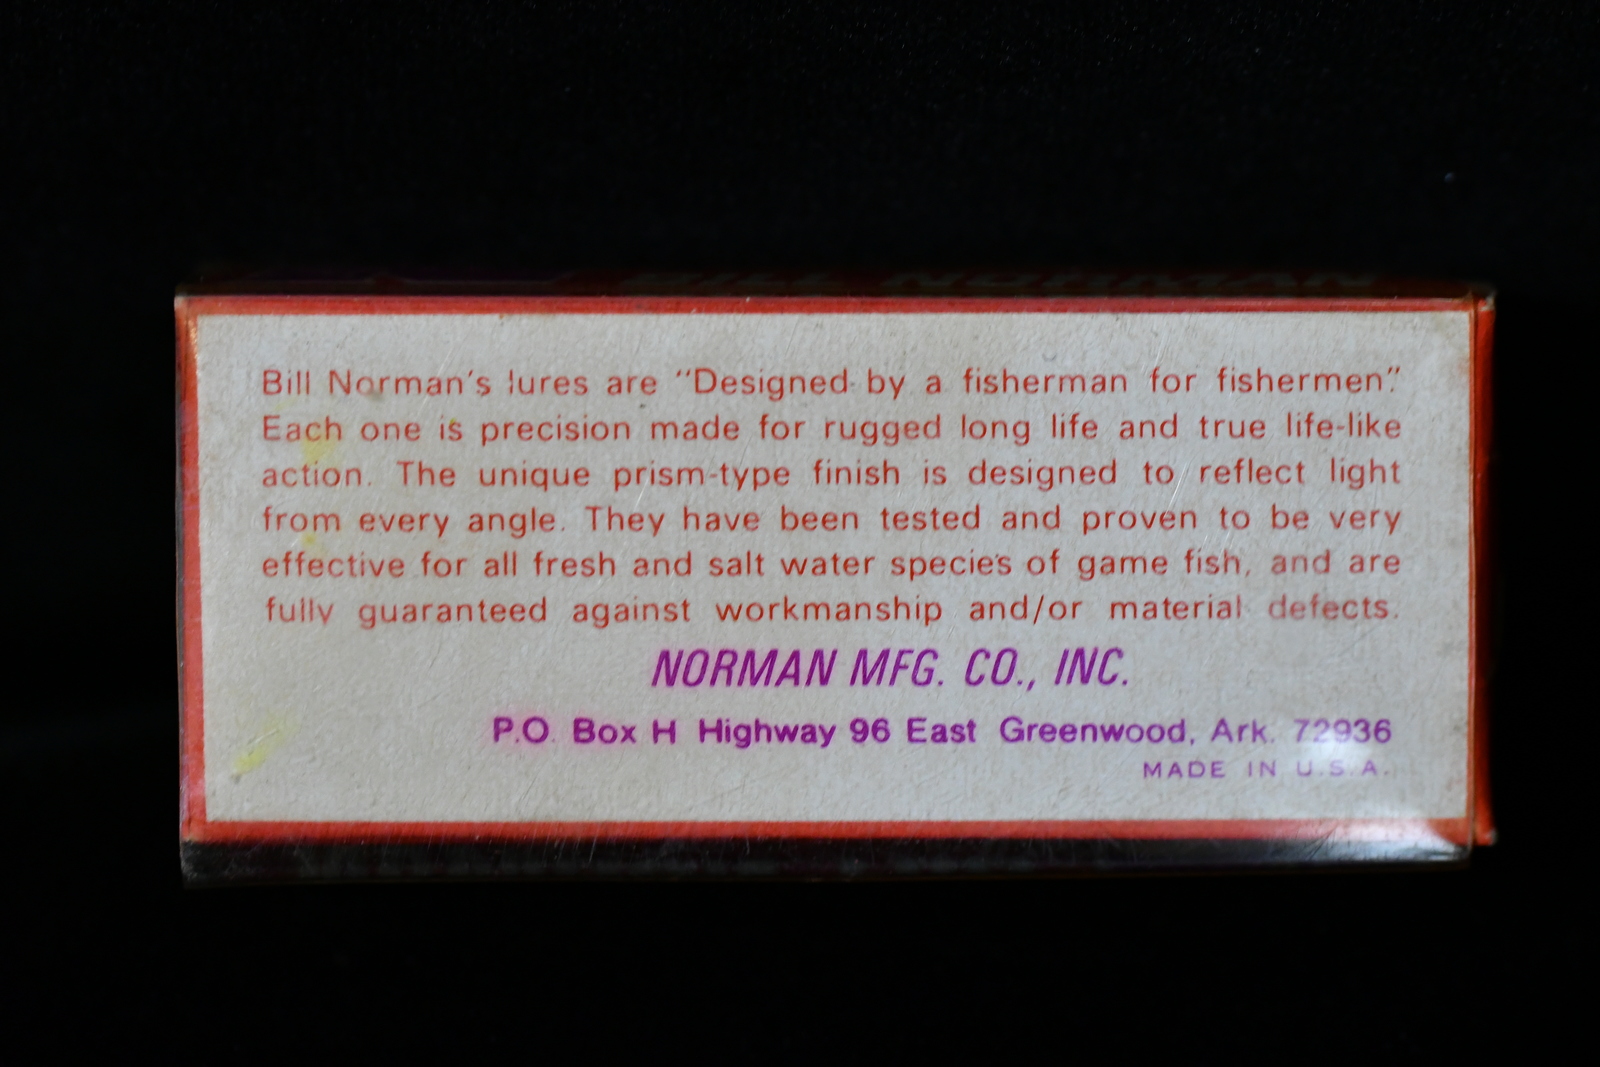 BILL NORMAN
Bill Norman's lures are "Designed by a fisherman for fishermen."
Each one is precision made for rugged long life and true life-like
action. The unique prism-type finish is designed to reflect light
from every angle. They have been tested and proven to be very
effective for all fresh and salt water species of game fish, and are
fully guaranteed against workmanship and/or material defects.
NORMAN MFG. CO., INC.
P.O. Box H Highway 96 East Greenwood, Ark. 72936
MADE IN U.S.A.